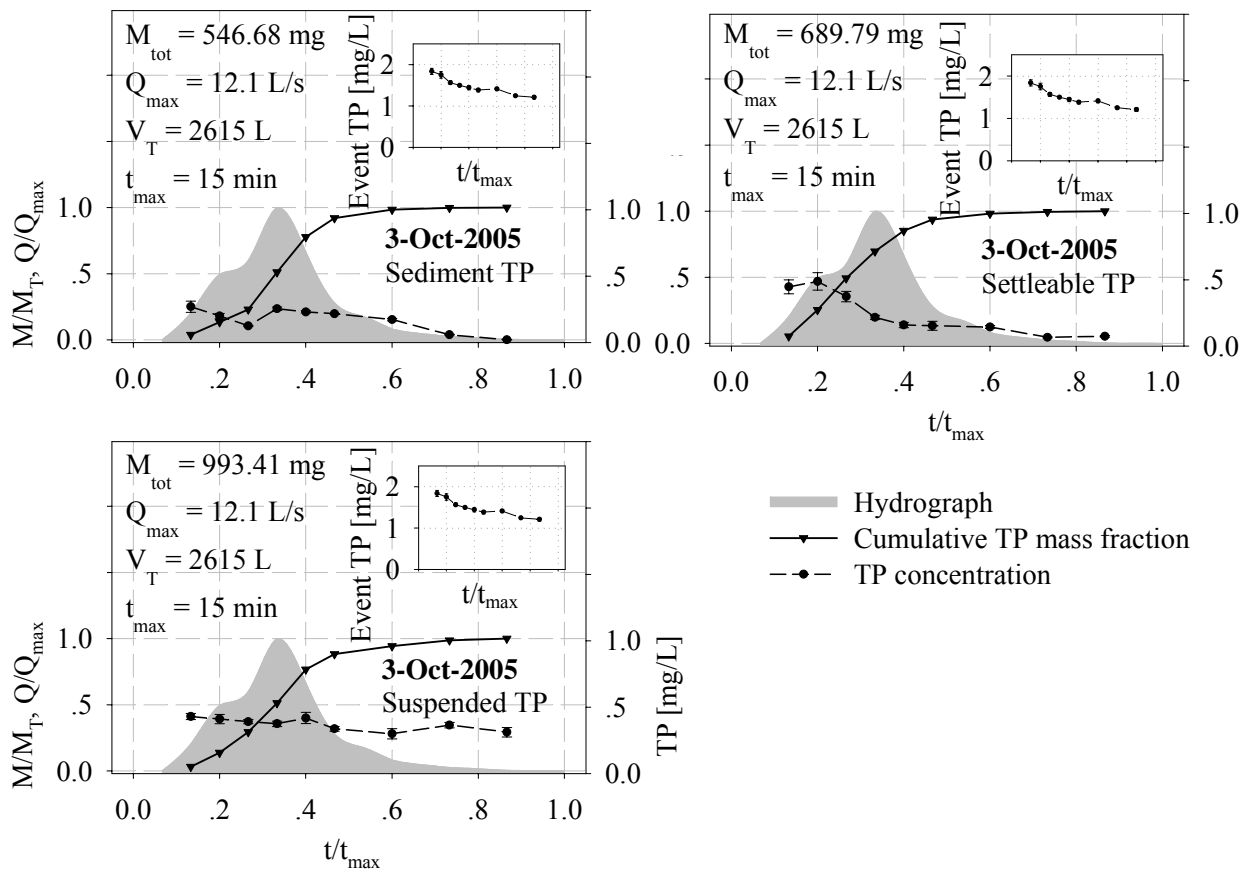 M_tot = 546.68 mg
Q_max = 12.1 L/s
V_T = 2615 L
t_max = 15 min
Event TP [mg/L]
2
1
0
t/t_max
3-Oct-2005
Sediment TP
M/M_T, Q/Q_max
1.0
0.5
0.0
1.0
.5
0.0
0.0 .2 .4 .6 .8 1.0
M_tot = 689.79 mg
Q_max = 12.1 L/s
V_T = 2615 L
t_max = 15 min
Event TP [mg/L]
2
1
0
t/t_max
3-Oct-2005
Settleable TP
1.0
0.5
0.0
1.0
.5
0.0
0.0 .2 .4 .6 .8 1.0
t/t_max
M_tot = 993.41 mg
Q_max = 12.1 L/s
V_T = 2615 L
t_max = 15 min
Event TP [mg/L]
2
1
0
t/t_max
3-Oct-2005
Suspended TP
M/M_T, Q/Q_max
1.0
0.5
0.0
1.0
.5
0.0
TP [mg/L]
0.0 .2 .4 .6 .8 1.0
t/t_max
Hydrograph
Cumulative TP mass fraction
TP concentration